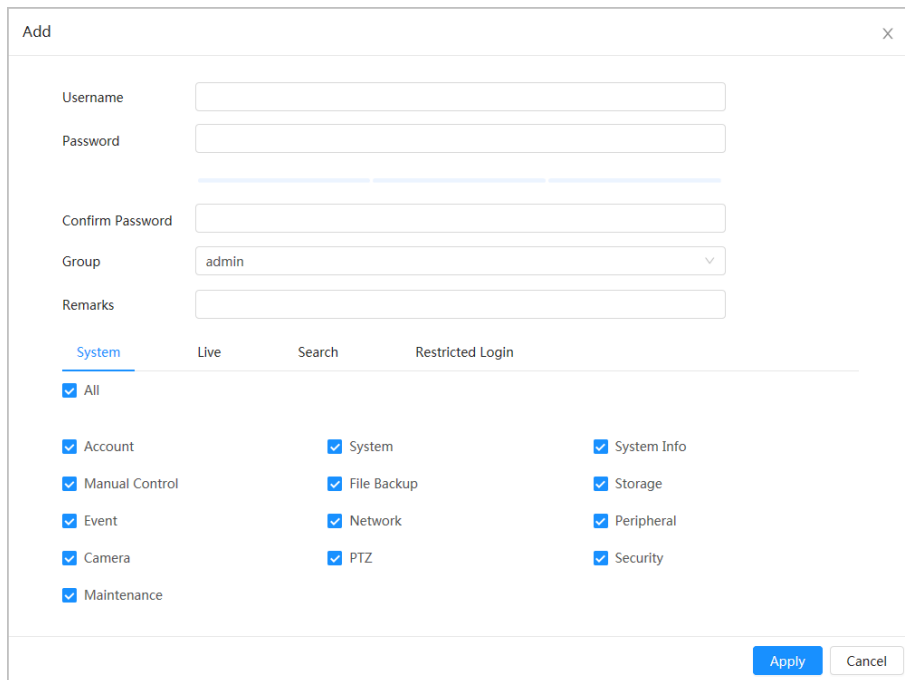 Add
Username
Password
Confirm Password
Group admin
Remarks
System Live Search Restricted Login
All
Account System System Info
Manual Control File Backup Storage
Event Network Peripheral
Camera PTZ Security
Maintenance
Apply Cancel